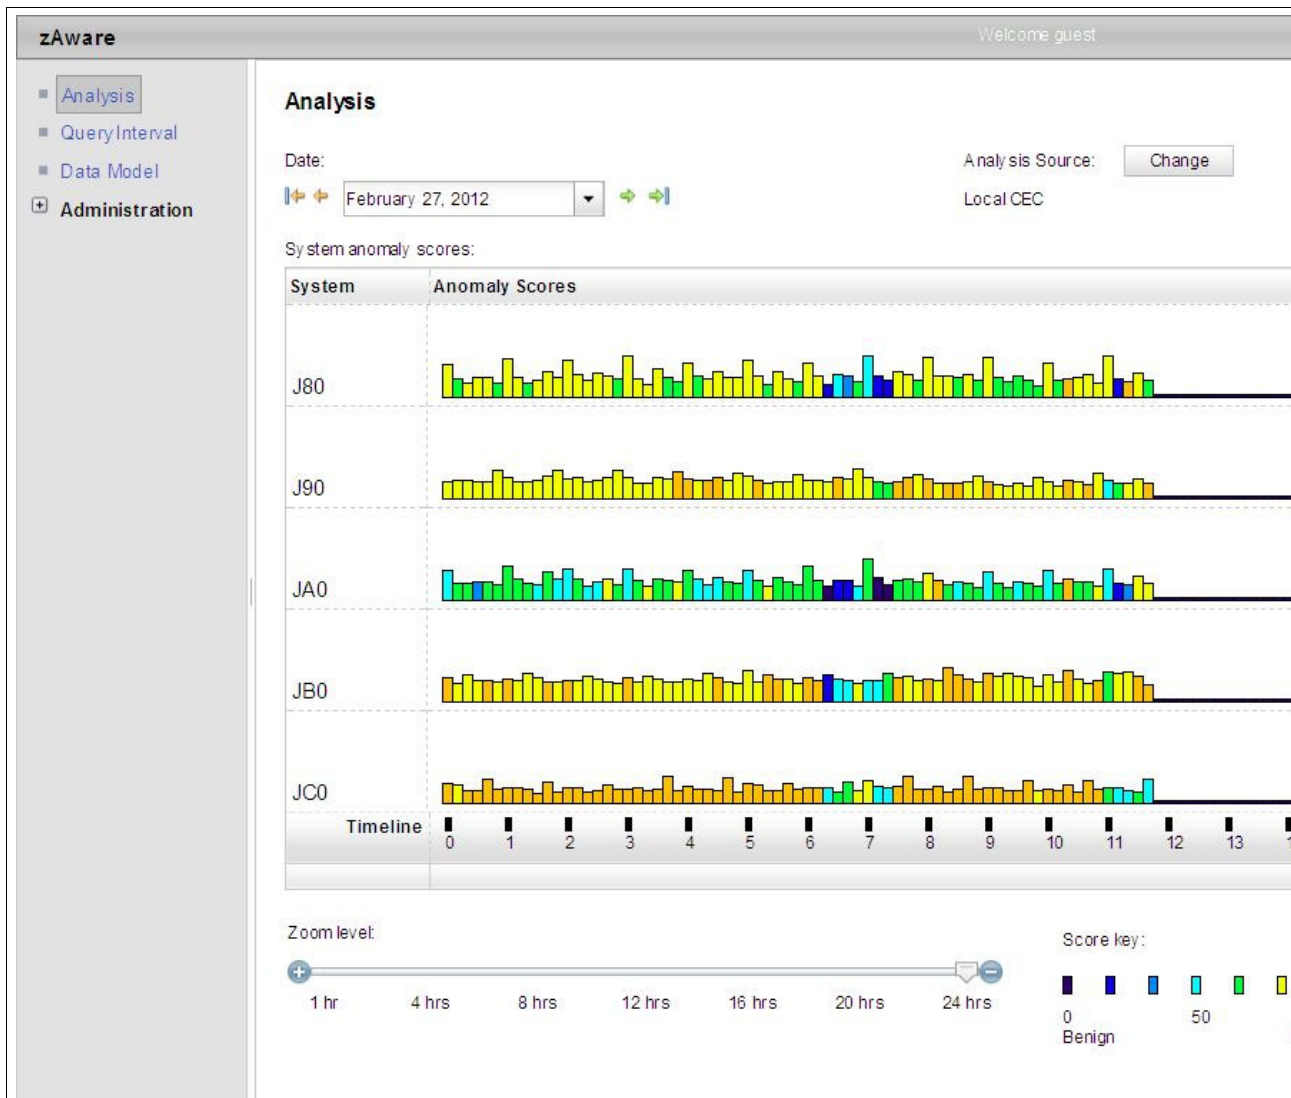 zAware
Welcome guest
Analysis
Query Interval
Data Model
Administration
Analysis
Date:
Analysis Source:
Change
February 27, 2012
Local CEC
System anomaly scores:
System
Anomaly Scores
J80
J90
JA0
JB0
JC0
Timeline
0 1 2 3 4 5 6 7 8 9 10 11 12 13
Zoom level:
1 hr 4 hrs 8 hrs 12 hrs 16 hrs 20 hrs 24 hrs
Score key:
0 50
Benign